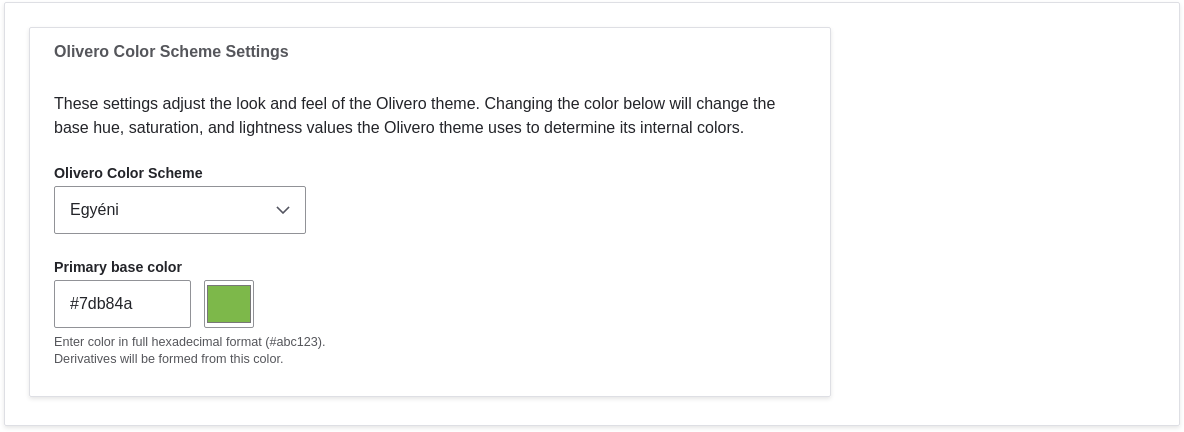 Olivero Color Scheme Settings
These settings adjust the look and feel of the Olivero theme. Changing the color below will change the
base hue, saturation, and lightness values the Olivero theme uses to determine its internal colors.
Olivero Color Scheme
Egyéni
Primary base color
#7db84a
Enter color in full hexadecimal format (#abc123).
Derivatives will be formed from this color.